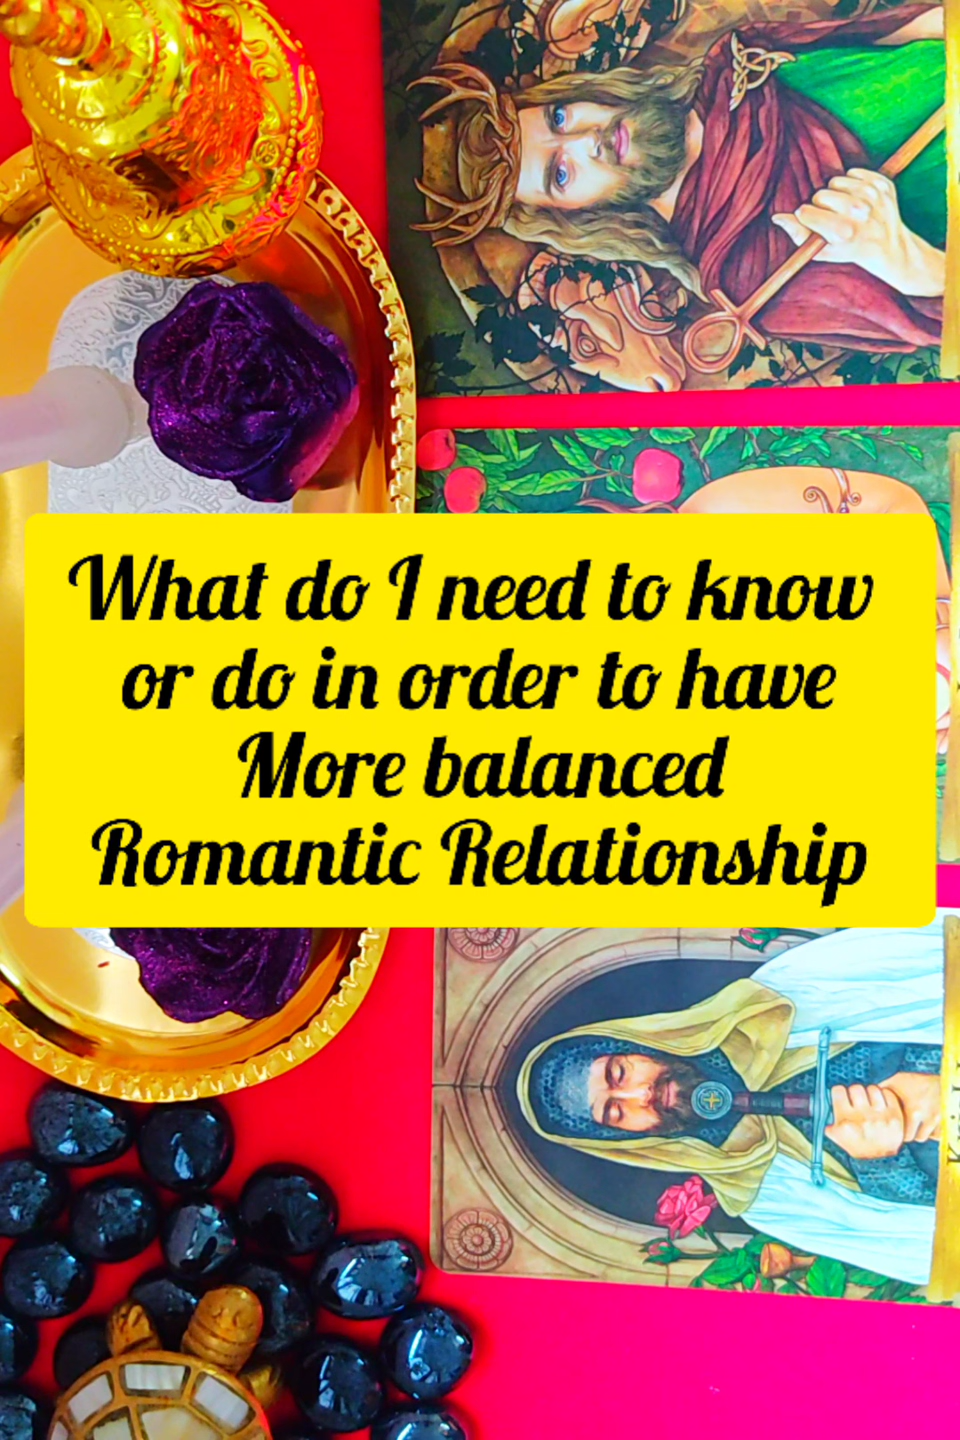 What do I need to know
or do in order to have
More balanced
Romantic Relationship